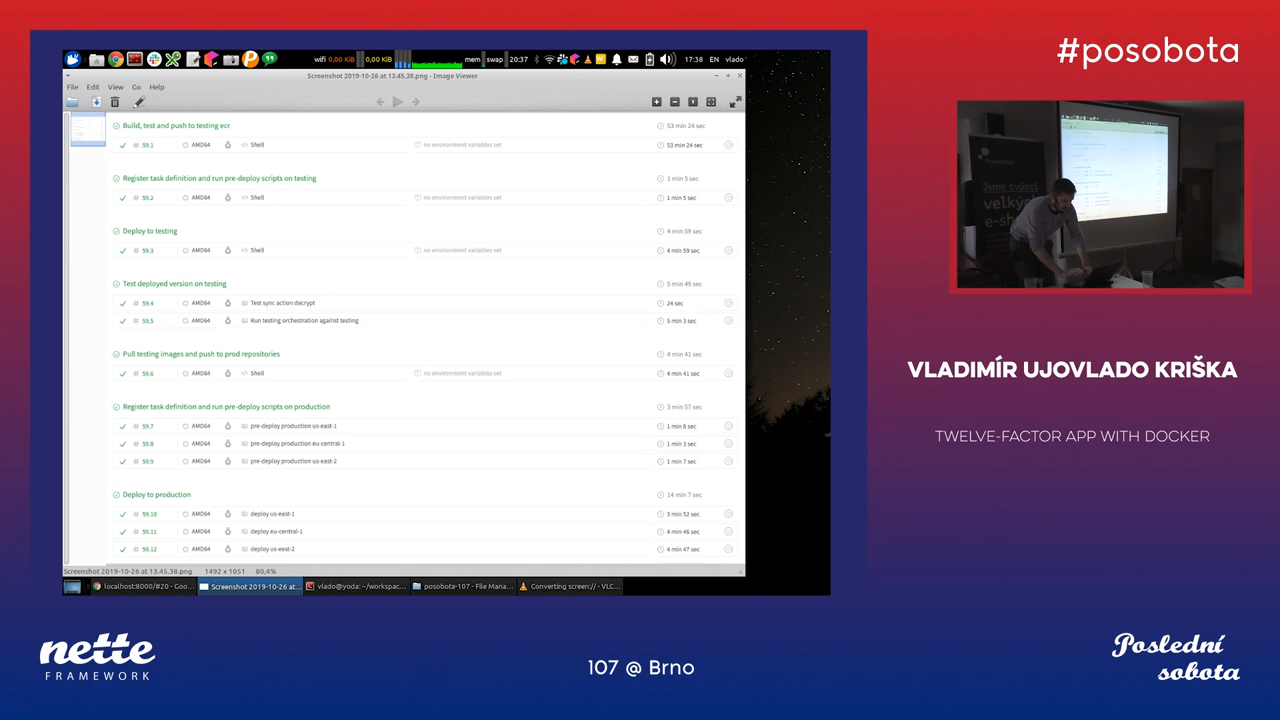 #posobota
wifi 0,00 KiB 0,00 KiB mem swap 20:37 17:38 EN vlado
Screenshot 2019-10-26 at 13.45.38.png - Image Viewer
File Edit View Go Help
Build, test and push to testing ecr 53 min 24 sec
# 59.1 AMD64 </> Shell no environment variables set 53 min 24 sec
Register task definition and run pre-deploy scripts on testing 1 min 5 sec
# 59.2 AMD64 </> Shell no environment variables set 1 min 5 sec
Deploy to testing 4 min 59 sec
# 59.3 AMD64 </> Shell no environment variables set 4 min 59 sec
Test deployed version on testing 5 min 49 sec
# 59.4 AMD64 Test sync action decrypt 24 sec
# 59.5 AMD64 Run testing orchestration against testing 5 min 3 sec
Pull testing images and push to prod repositories 4 min 41 sec
# 59.6 AMD64 </> Shell no environment variables set 4 min 41 sec
Register task definition and run pre-deploy scripts on production 3 min 57 sec
# 59.7 AMD64 pre-deploy production us-east-1 1 min 8 sec
# 59.8 AMD64 pre-deploy production eu-central-1 1 min 3 sec
# 59.9 AMD64 pre-deploy production us-east-2 1 min 7 sec
Deploy to production 14 min 7 sec
# 59.10 AMD64 deploy us-east-1 3 min 52 sec
# 59.11 AMD64 deploy eu-central-1 4 min 46 sec
# 59.12 AMD64 deploy us-east-2 4 min 47 sec
Screenshot 2019-10-26 at 13.45.38.png 1492 x 1051 80,4%
localhost:8000/#20 - Goo... Screenshot 2019-10-26 at... vlado@yoda: ~/workspac... posobota-107 - File Mana... Converting screen:// - VLC...
Jsme tvůrci
velkých
e-sho
VLADIMÍR UJOVLADO KRIŠKA
TWELVE-FACTOR APP WITH DOCKER
nette
FRAMEWORK
107 @ Brno
Poslední
sobota